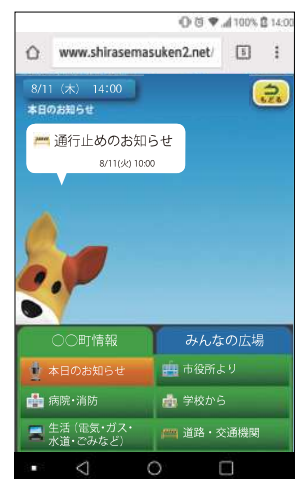 100% 14:00
www.shirasemasuken2.net/ 5
8/11（木） 14:00
もどる
本日のお知らせ
通行止めのお知らせ
8/11(火) 10:00
〇〇町情報
みんなの広場
本日のお知らせ
市役所より
病院・消防
学校から
生活（電気・ガス・
水道・ごみなど）
道路・交通機関